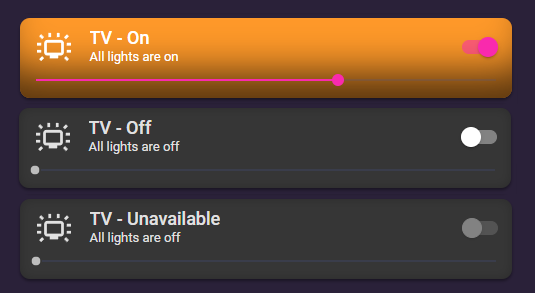 TV - On
All lights are on
TV - Off
All lights are off
TV - Unavailable
All lights are off